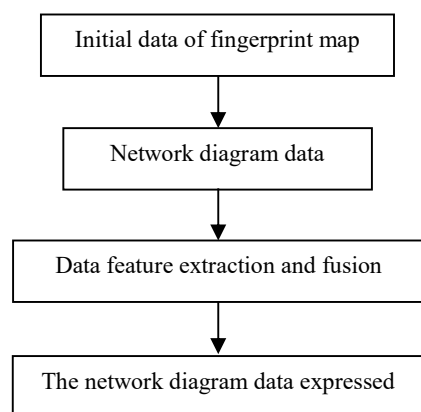 Initial data of fingerprint map
Network diagram data
Data feature extraction and fusion
The network diagram data expressed